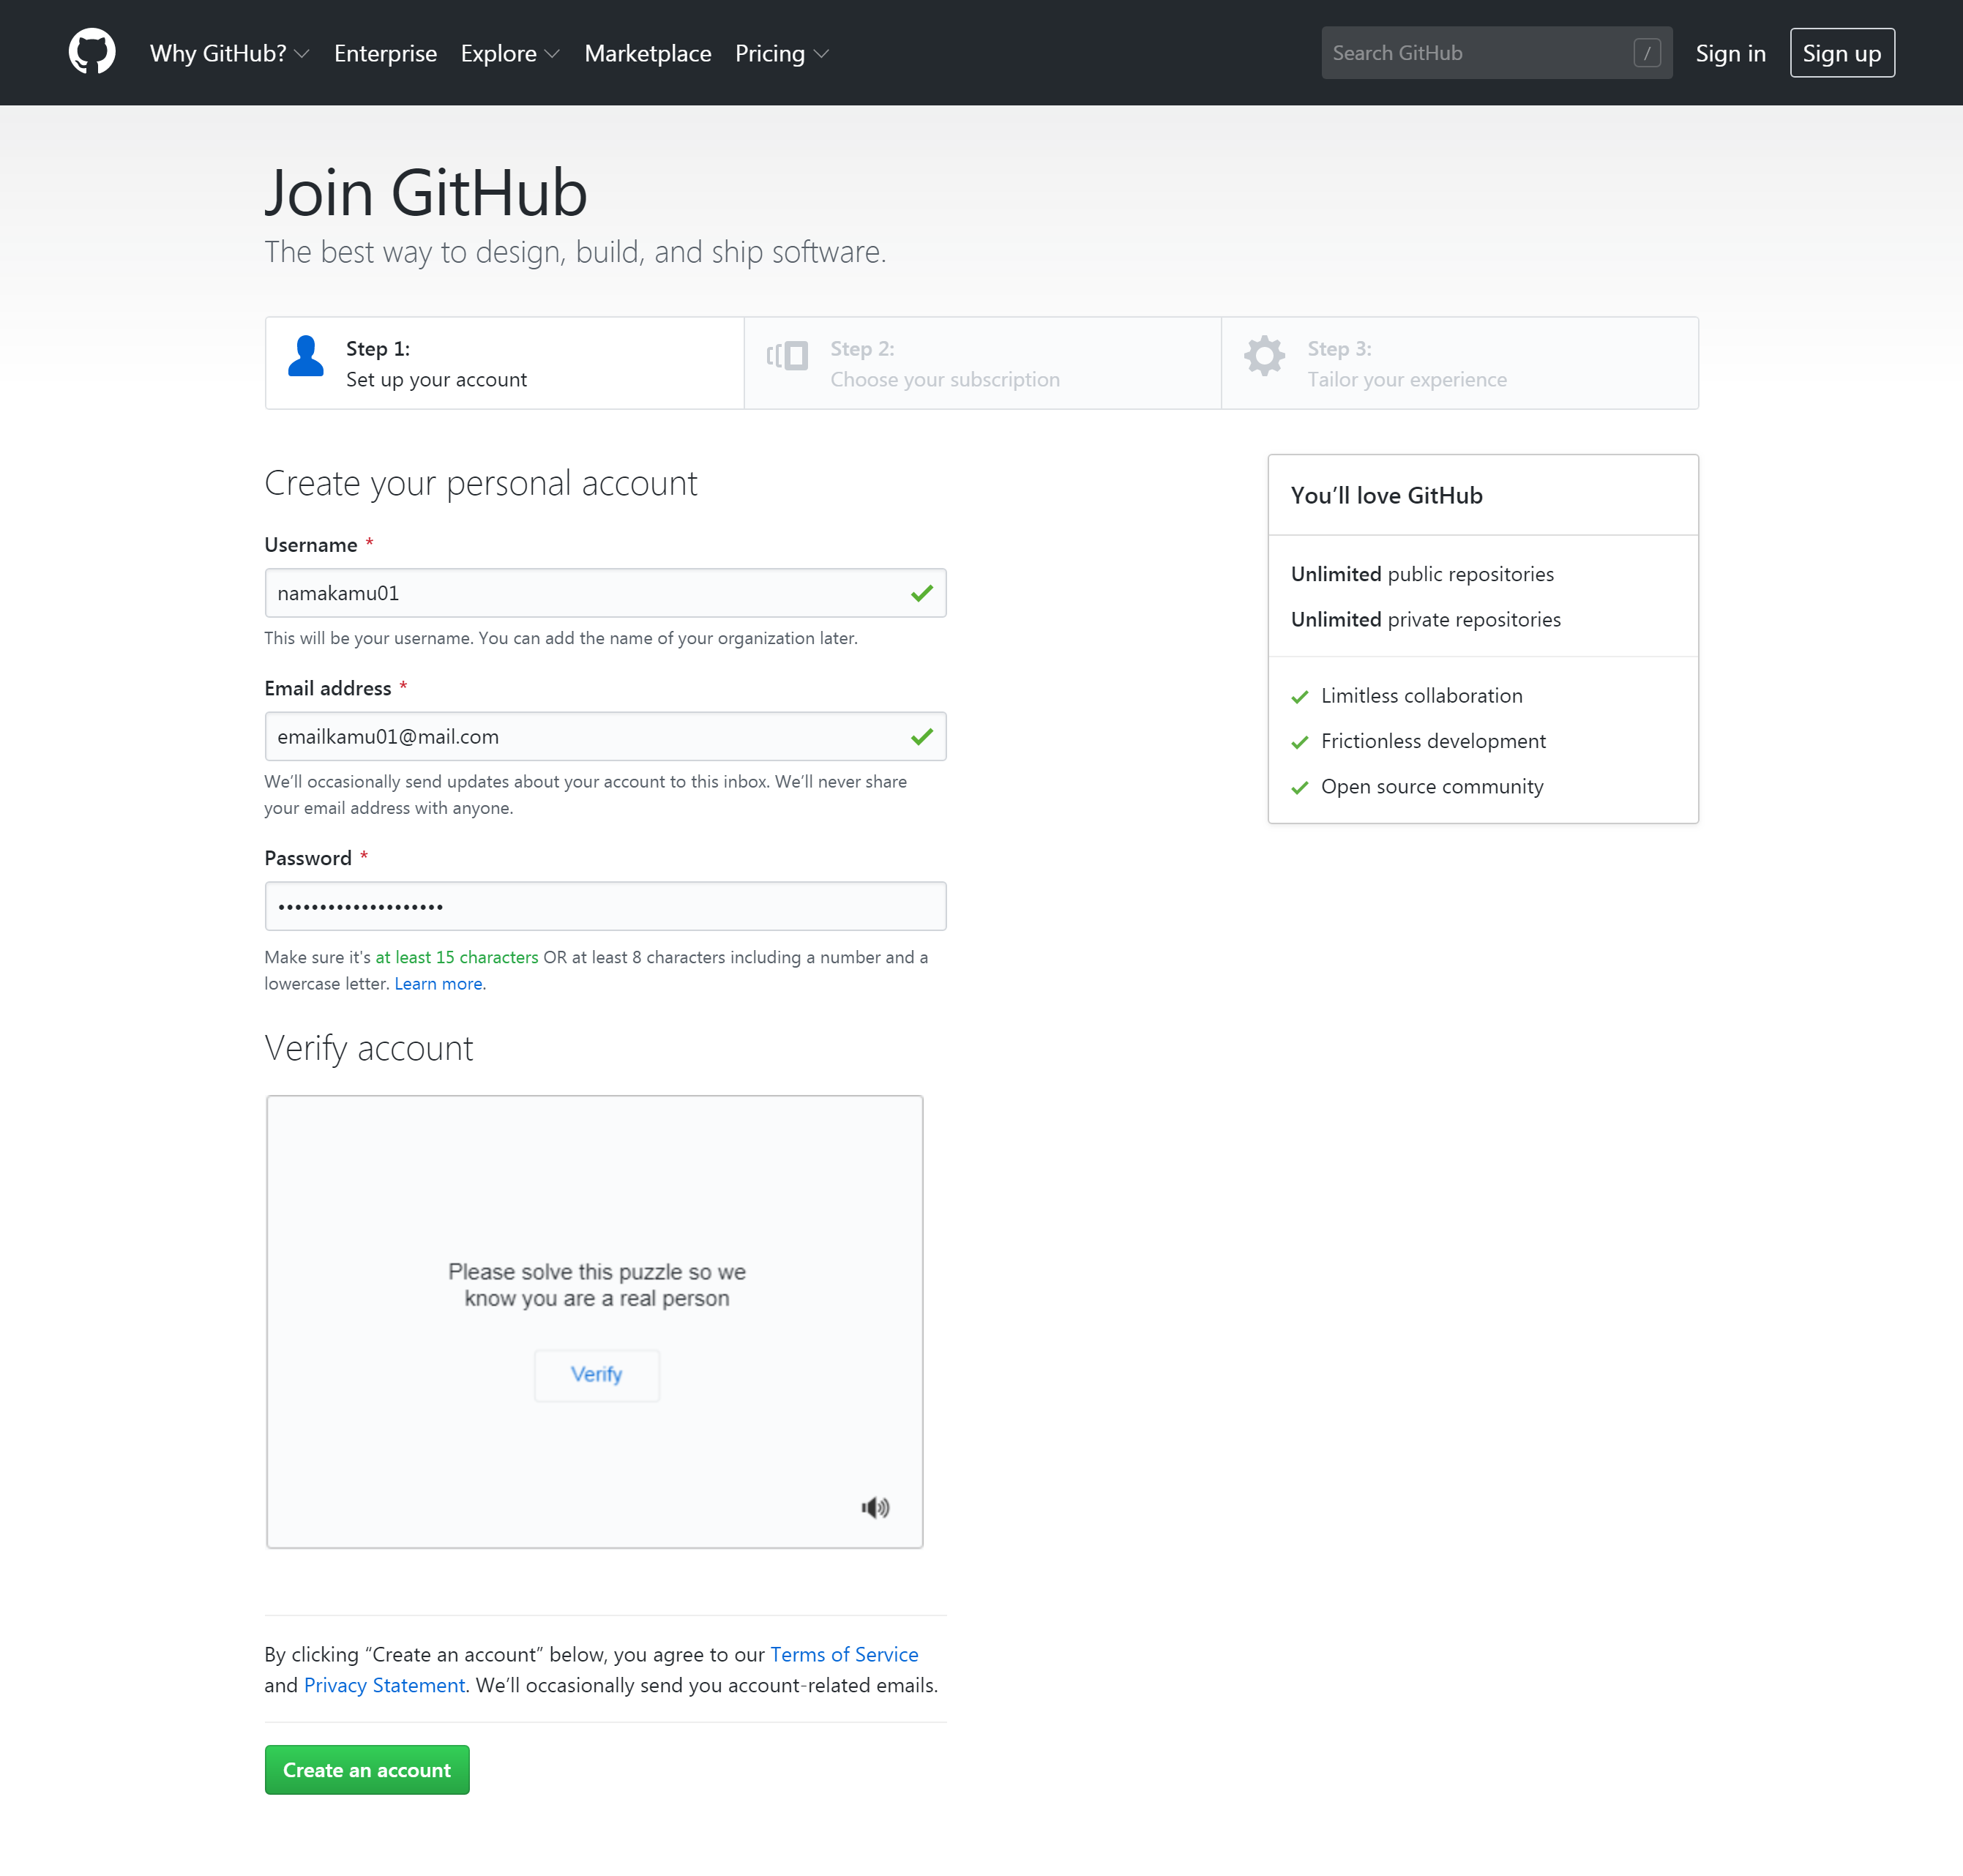 Why GitHub? Enterprise Explore Marketplace Pricing Search GitHub / Sign in Sign up
Join GitHub
The best way to design, build, and ship software.
Step 1:
Set up your account
Step 2:
Choose your subscription
Step 3:
Tailor your experience
Create your personal account
Username *
namakamu01
This will be your username. You can add the name of your organization later.
Email address *
emailkamu01@mail.com
We’ll occasionally send updates about your account to this inbox. We’ll never share
your email address with anyone.
Password *
••••••••••••••••••••
Make sure it's at least 15 characters OR at least 8 characters including a number and a
lowercase letter. Learn more.
You’ll love GitHub
Unlimited public repositories
Unlimited private repositories
Limitless collaboration
Frictionless development
Open source community
Verify account
Please solve this puzzle so we
know you are a real person
Verify
By clicking “Create an account” below, you agree to our Terms of Service
and Privacy Statement. We’ll occasionally send you account-related emails.
Create an account